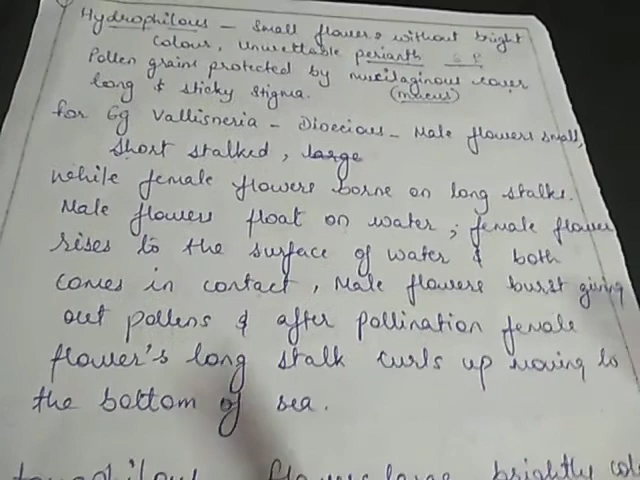 Hydrophilous - Small flowers without bright
colour, unwettable perianth
Pollen grains protected by mucilaginous cover
long & sticky stigma. (mucus)
for Eg Vallisneria - Dioecious - Male flowers small,
short stalked, large
while female flowers borne on long stalks.
Male flowers float on water ; female flower
rises to the surface of water & both
comes in contact, Male flowers burst giving
out pollens & after pollination female
flower's long stalk curls up moving to
the bottom of sea.
flowers large brightly